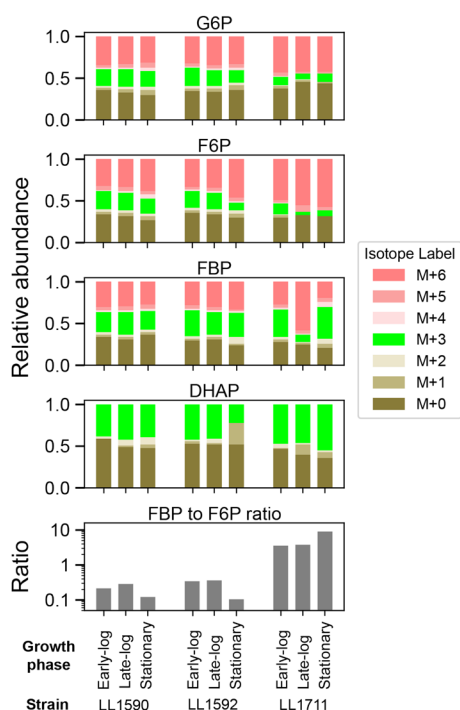 G6P
1.0
0.5
0.0
F6P
1.0
0.5
0.0
FBP
1.0
0.5
0.0
DHAP
1.0
0.5
0.0
Relative abundance
Isotope Label
M+6
M+5
M+4
M+3
M+2
M+1
M+0
FBP to F6P ratio
10
1
0.1
Ratio
Growth phase
Early-log
Late-log
Stationary
Early-log
Late-log
Stationary
Early-log
Late-log
Stationary
Strain LL1590 LL1592 LL1711